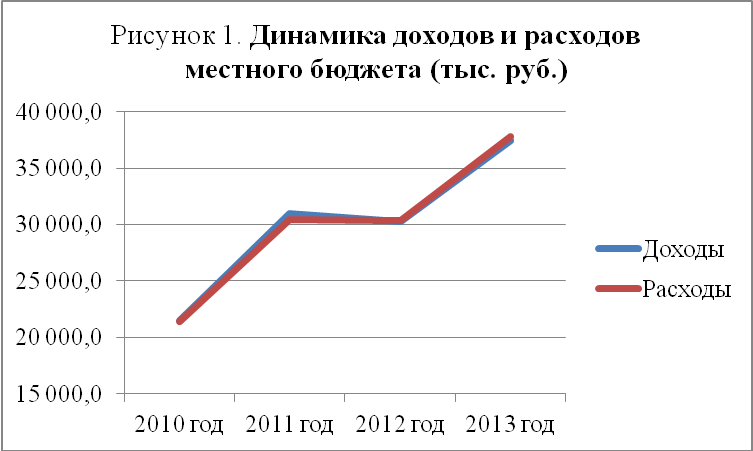 Рисунок 1. Динамика доходов и расходов
местного бюджета (тыс. руб.)
40 000,0
35 000,0
30 000,0
25 000,0
20 000,0
15 000,0
2010 год
2011 год
2012 год
2013 год
Доходы
Расходы